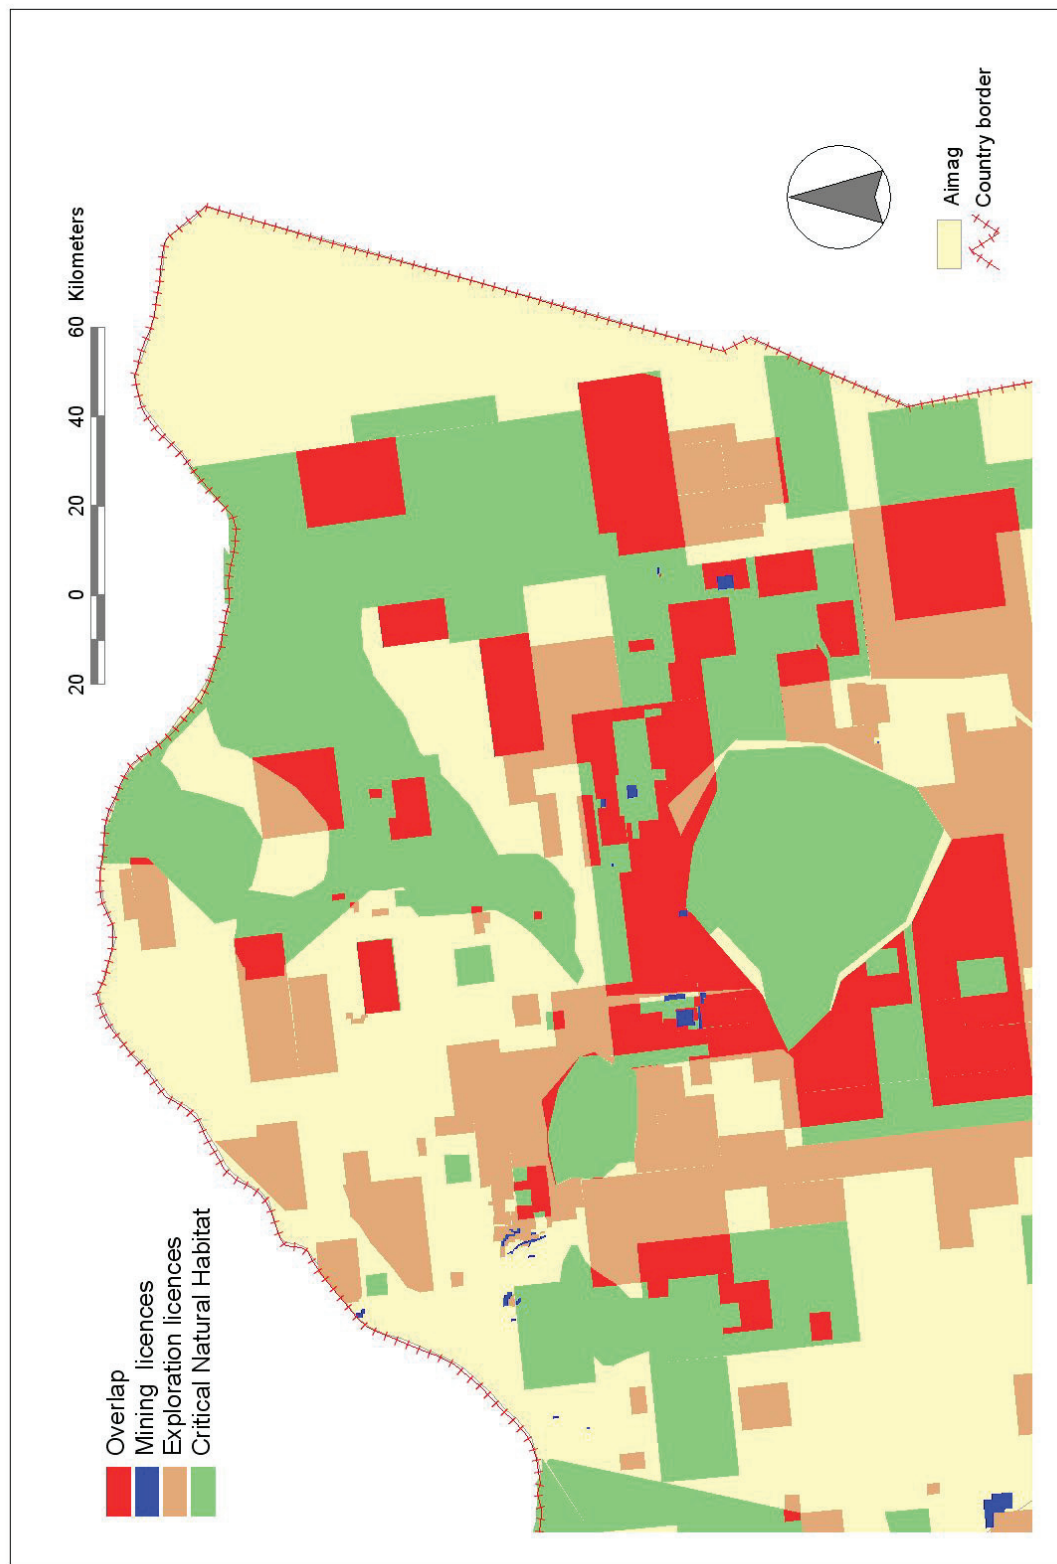 Overlap
Mining licences
Exploration licences
Critical Natural Habitat
20 0 20 40 60 Kilometers
Aimag
Country border